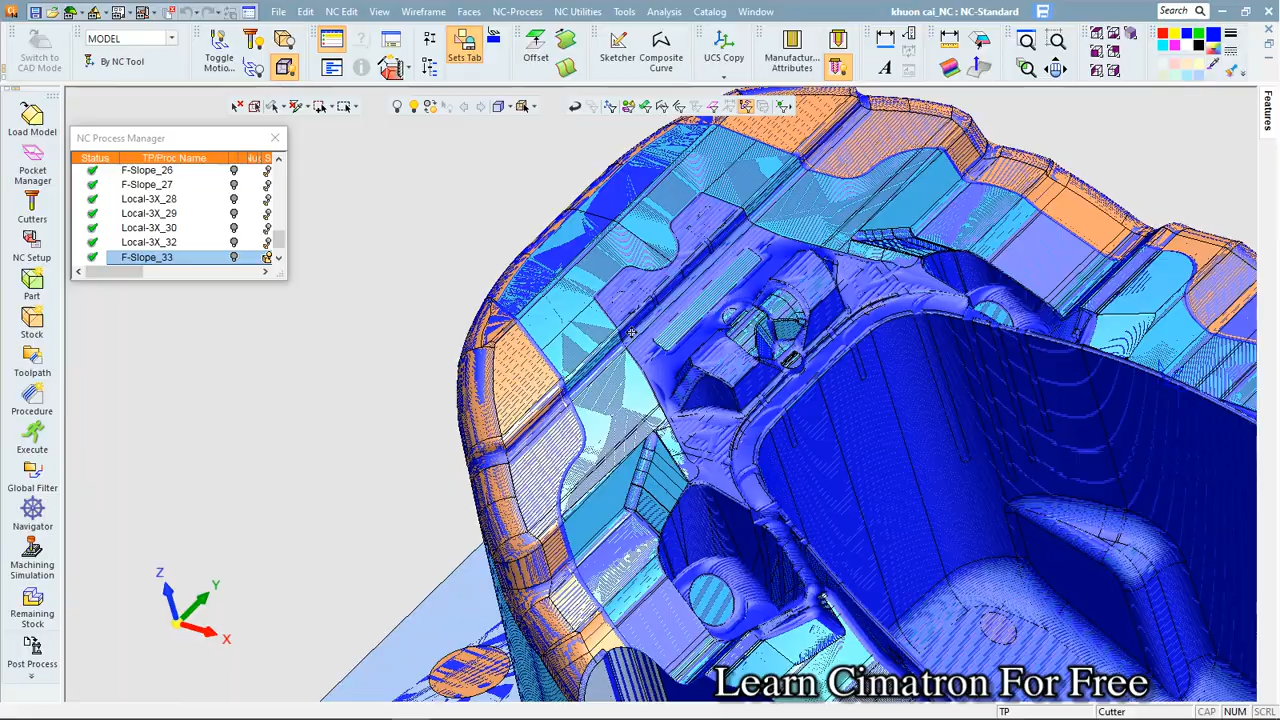 File Edit View NC Edit Wireframe Faces NC-Process NC Utilities Tools Analysis Catalog Window
khuon cai_NC : NC-Standard
Search
Switch to CAD Mode
MODEL
By NC Tool
Toggle Motio...
Sets Tab
Offset
Sketcher
Composite Curve
UCS Copy
Manufactur... Attributes
Features
Load Model
Pocket Manager
Cutters
NC Setup
Part
Stock
Toolpath
Procedure
Execute
Global Filter
Navigator
Machining Simulation
Remaining Stock
Post Process
NC Process Manager
Status TP/Proc Name
F-Slope_26
F-Slope_27
Local-3X_28
Local-3X_29
Local-3X_30
Local-3X_32
F-Slope_33
Z
Y
X
Learn Cimatron For Free
TP Cutter CAP NUM SCRL